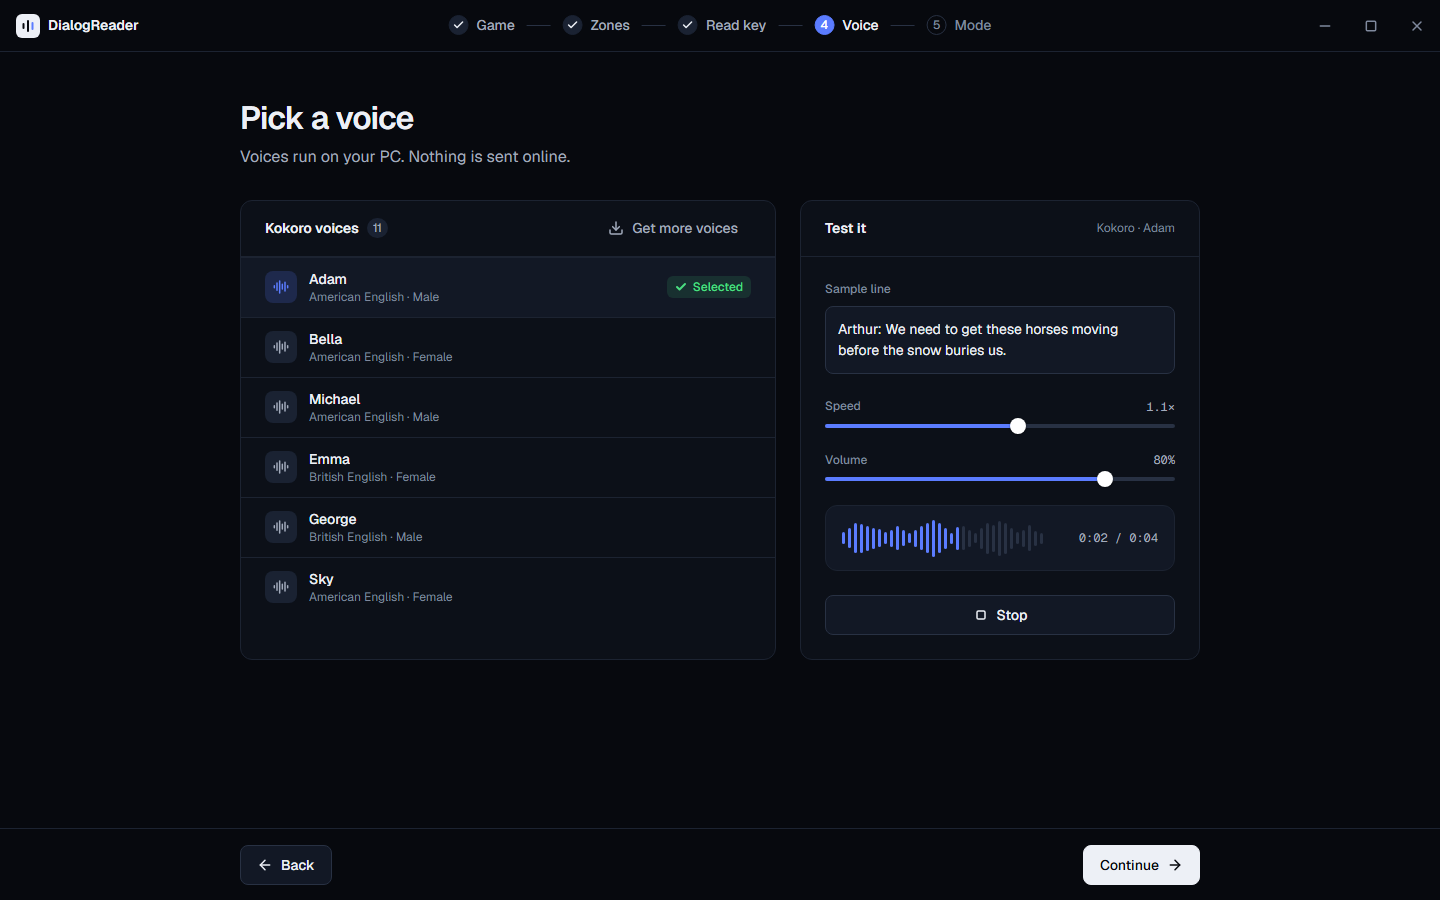 DialogReader
Game
Zones
Read key
4 Voice
5 Mode
Pick a voice
Voices run on your PC. Nothing is sent online.
Kokoro voices 11
Get more voices
Adam
American English · Male
Selected
Bella
American English · Female
Michael
American English · Male
Emma
British English · Female
George
British English · Male
Sky
American English · Female
Test it
Kokoro · Adam
Sample line
Arthur: We need to get these horses moving
before the snow buries us.
Speed
1.1×
Volume
80%
0:02 / 0:04
Stop
Back
Continue